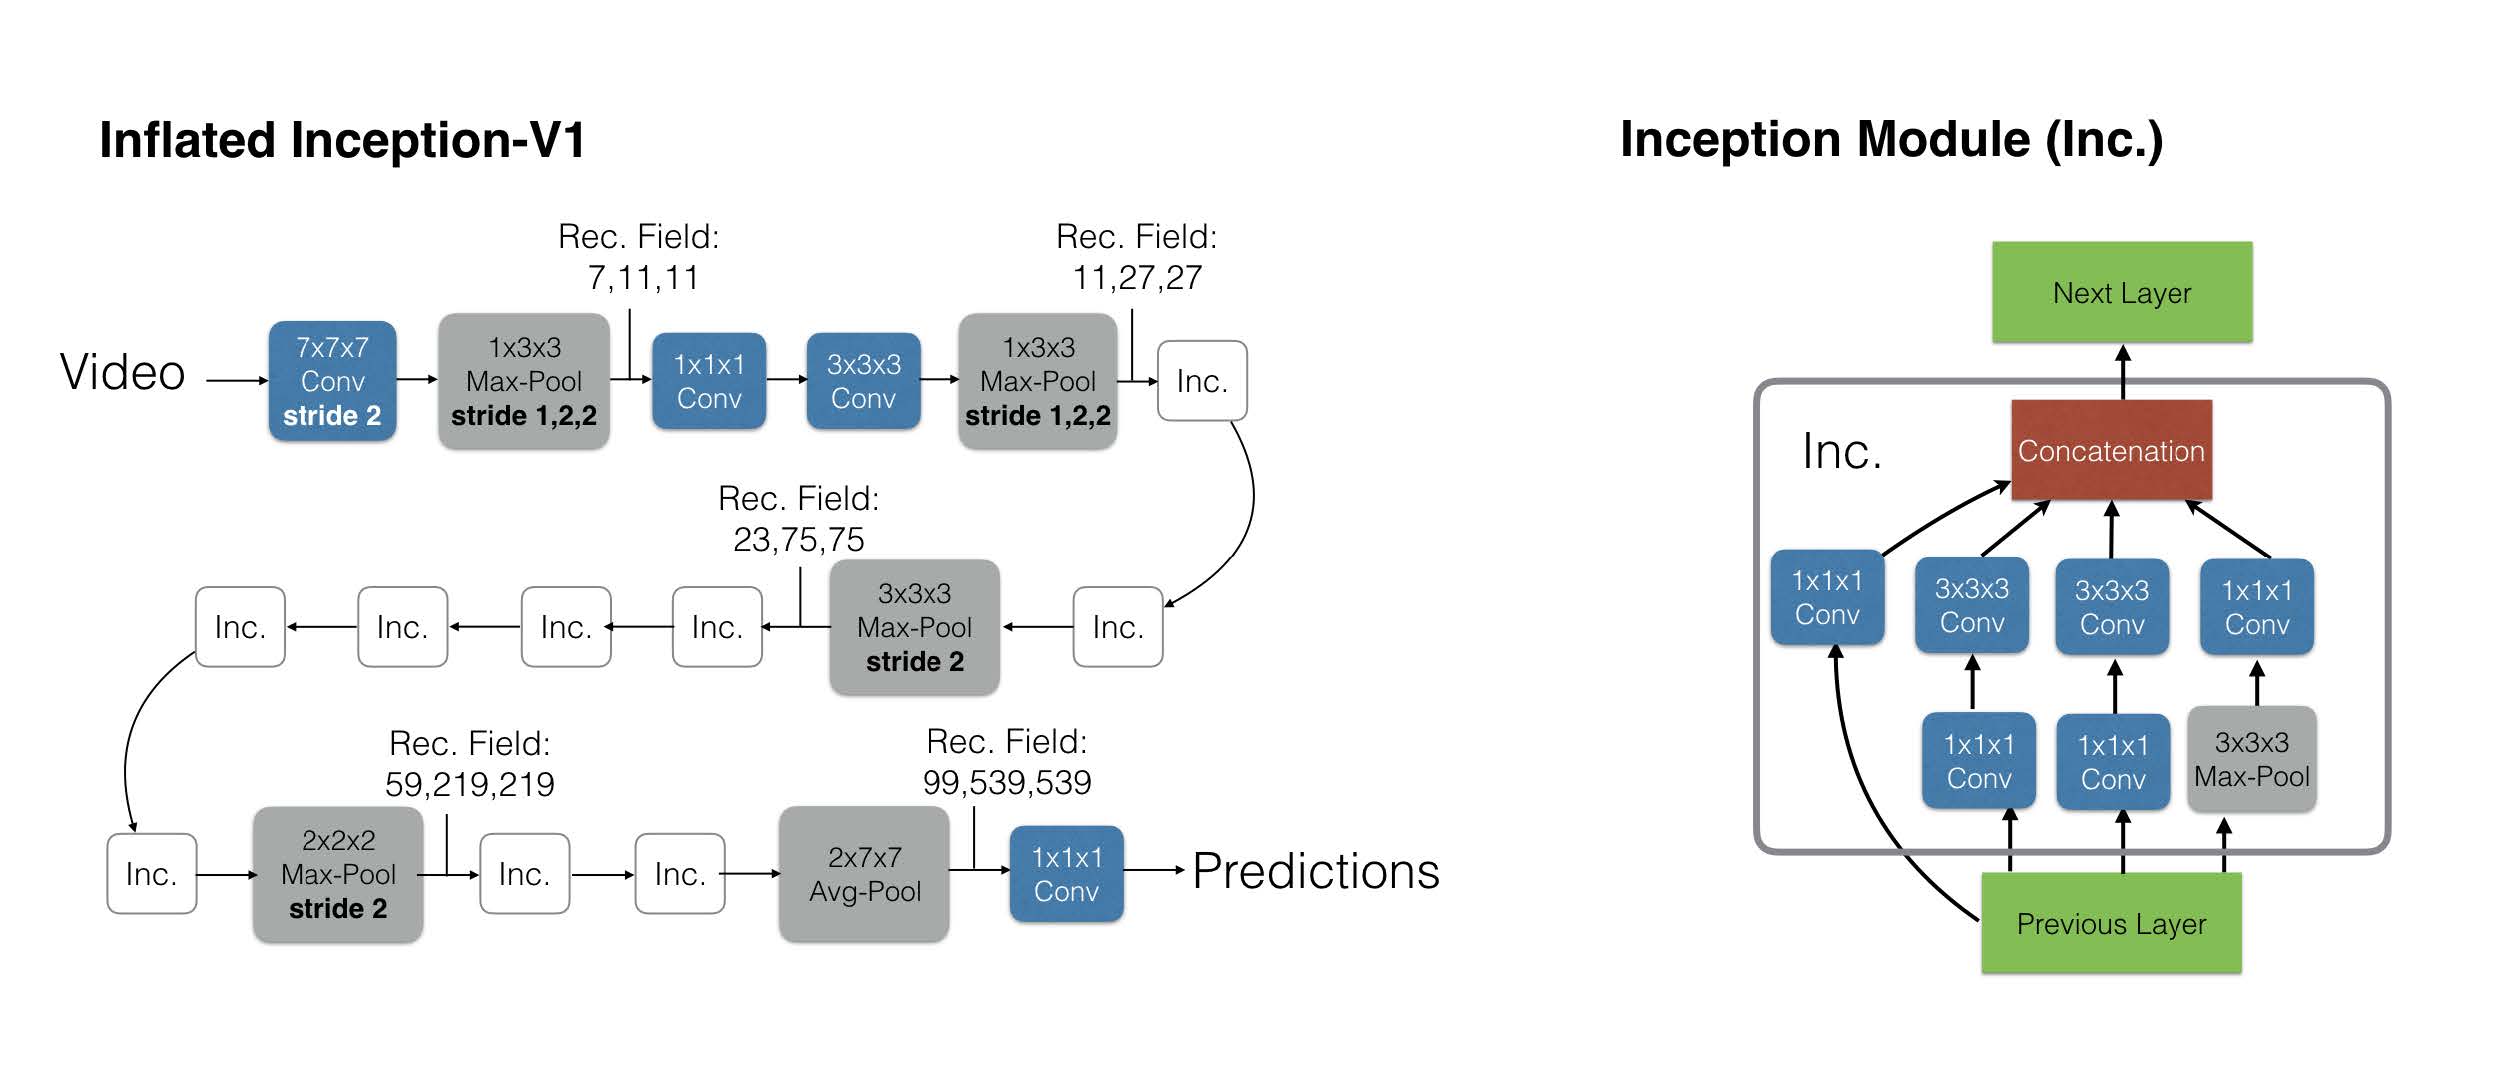 Inflated Inception-V1
Rec. Field:
7,11,11
Rec. Field:
11,27,27
Video
7x7x7
Conv
stride 2
1x3x3
Max-Pool
stride 1,2,2
1x1x1
Conv
3x3x3
Conv
1x3x3
Max-Pool
stride 1,2,2
Inc.
Rec. Field:
23,75,75
Inc.
Inc.
Inc.
Inc.
3x3x3
Max-Pool
stride 2
Inc.
Rec. Field:
59,219,219
Rec. Field:
99,539,539
Inc.
2x2x2
Max-Pool
stride 2
Inc.
Inc.
2x7x7
Avg-Pool
1x1x1
Conv
Predictions
Inception Module (Inc.)
Next Layer
Inc.
Concatenation
1x1x1
Conv
3x3x3
Conv
3x3x3
Conv
1x1x1
Conv
1x1x1
Conv
1x1x1
Conv
3x3x3
Max-Pool
Previous Layer